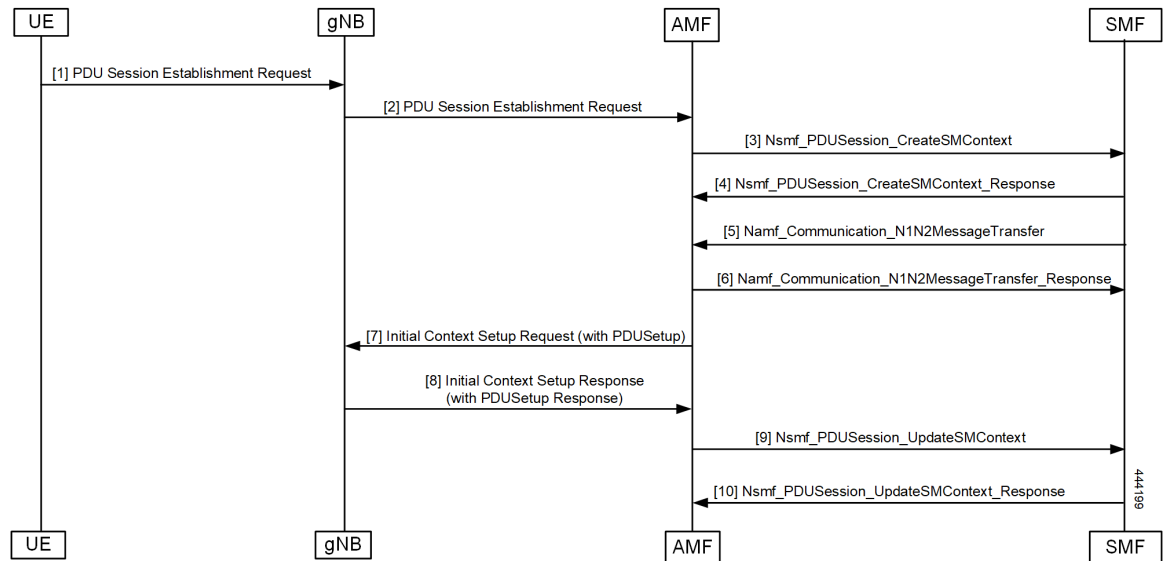 UE
gNB
AMF
SMF
[1] PDU Session Establishment Request
[2] PDU Session Establishment Request
[3] Nsmf_PDUSession_CreateSMContext
[4] Nsmf_PDUSession_CreateSMContext_Response
[5] Namf_Communication_N1N2MessageTransfer
[6] Namf_Communication_N1N2MessageTransfer_Response
[7] Initial Context Setup Request (with PDUSetup)
[8] Initial Context Setup Response
(with PDUSetup Response)
[9] Nsmf_PDUSession_UpdateSMContext
[10] Nsmf_PDUSession_UpdateSMContext_Response
444199
UE
gNB
AMF
SMF